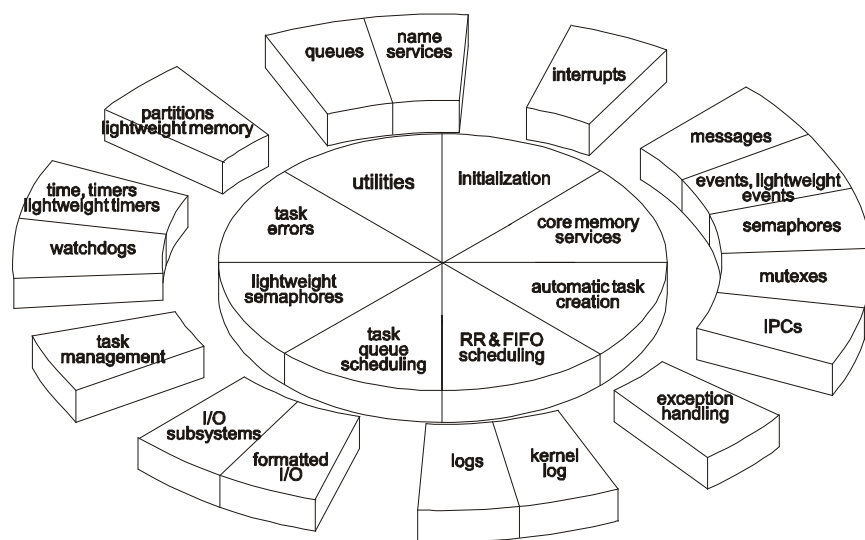 queues
name
services
interrupts
partitions
lightweight memory
messages
events, lightweight
events
semaphores
mutexes
IPCs
time, timers
lightweight timers
watchdogs
utilities
initialization
task
errors
core memory
services
lightweight
semaphores
automatic task
creation
task
queue
scheduling
RR & FIFO
scheduling
task
management
I/O
subsystems
formatted
I/O
logs
kernel
log
exception
handling